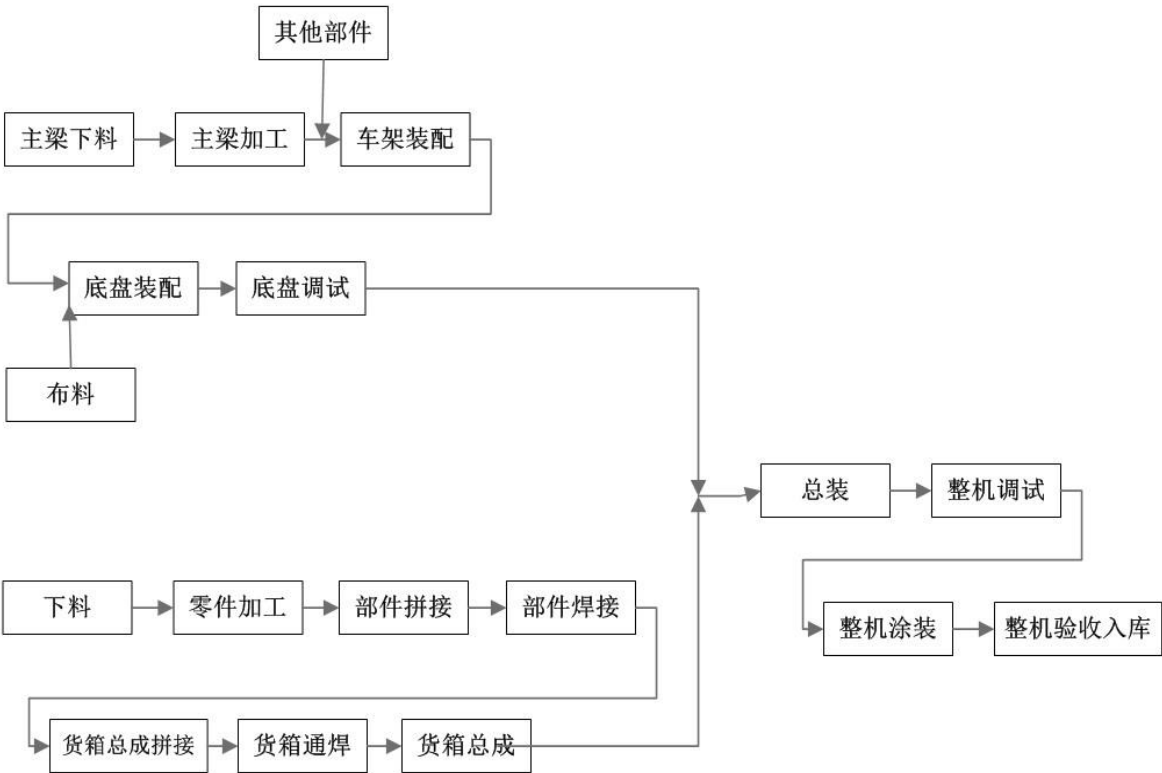 其他部件
主梁下料
主梁加工
车架装配
底盘装配
底盘调试
布料
总装
整机调试
下料
零件加工
部件拼接
部件焊接
整机涂装
整机验收入库
货箱总成拼接
货箱通焊
货箱总成